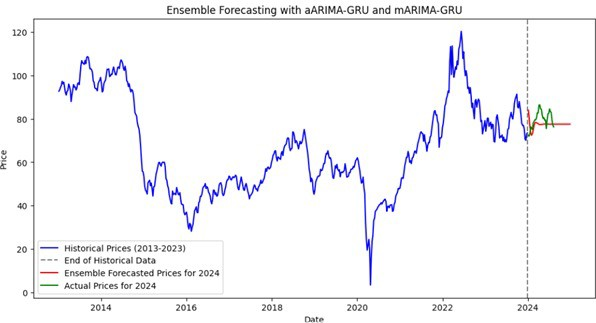 Ensemble Forecasting with aARIMA-GRU and mARIMA-GRU
Price
120
100
80
60
40
20
0
Historical Prices (2013-2023)
End of Historical Data
Ensemble Forecasted Prices for 2024
Actual Prices for 2024
2014
2016
2018
2020
2022
2024
Date